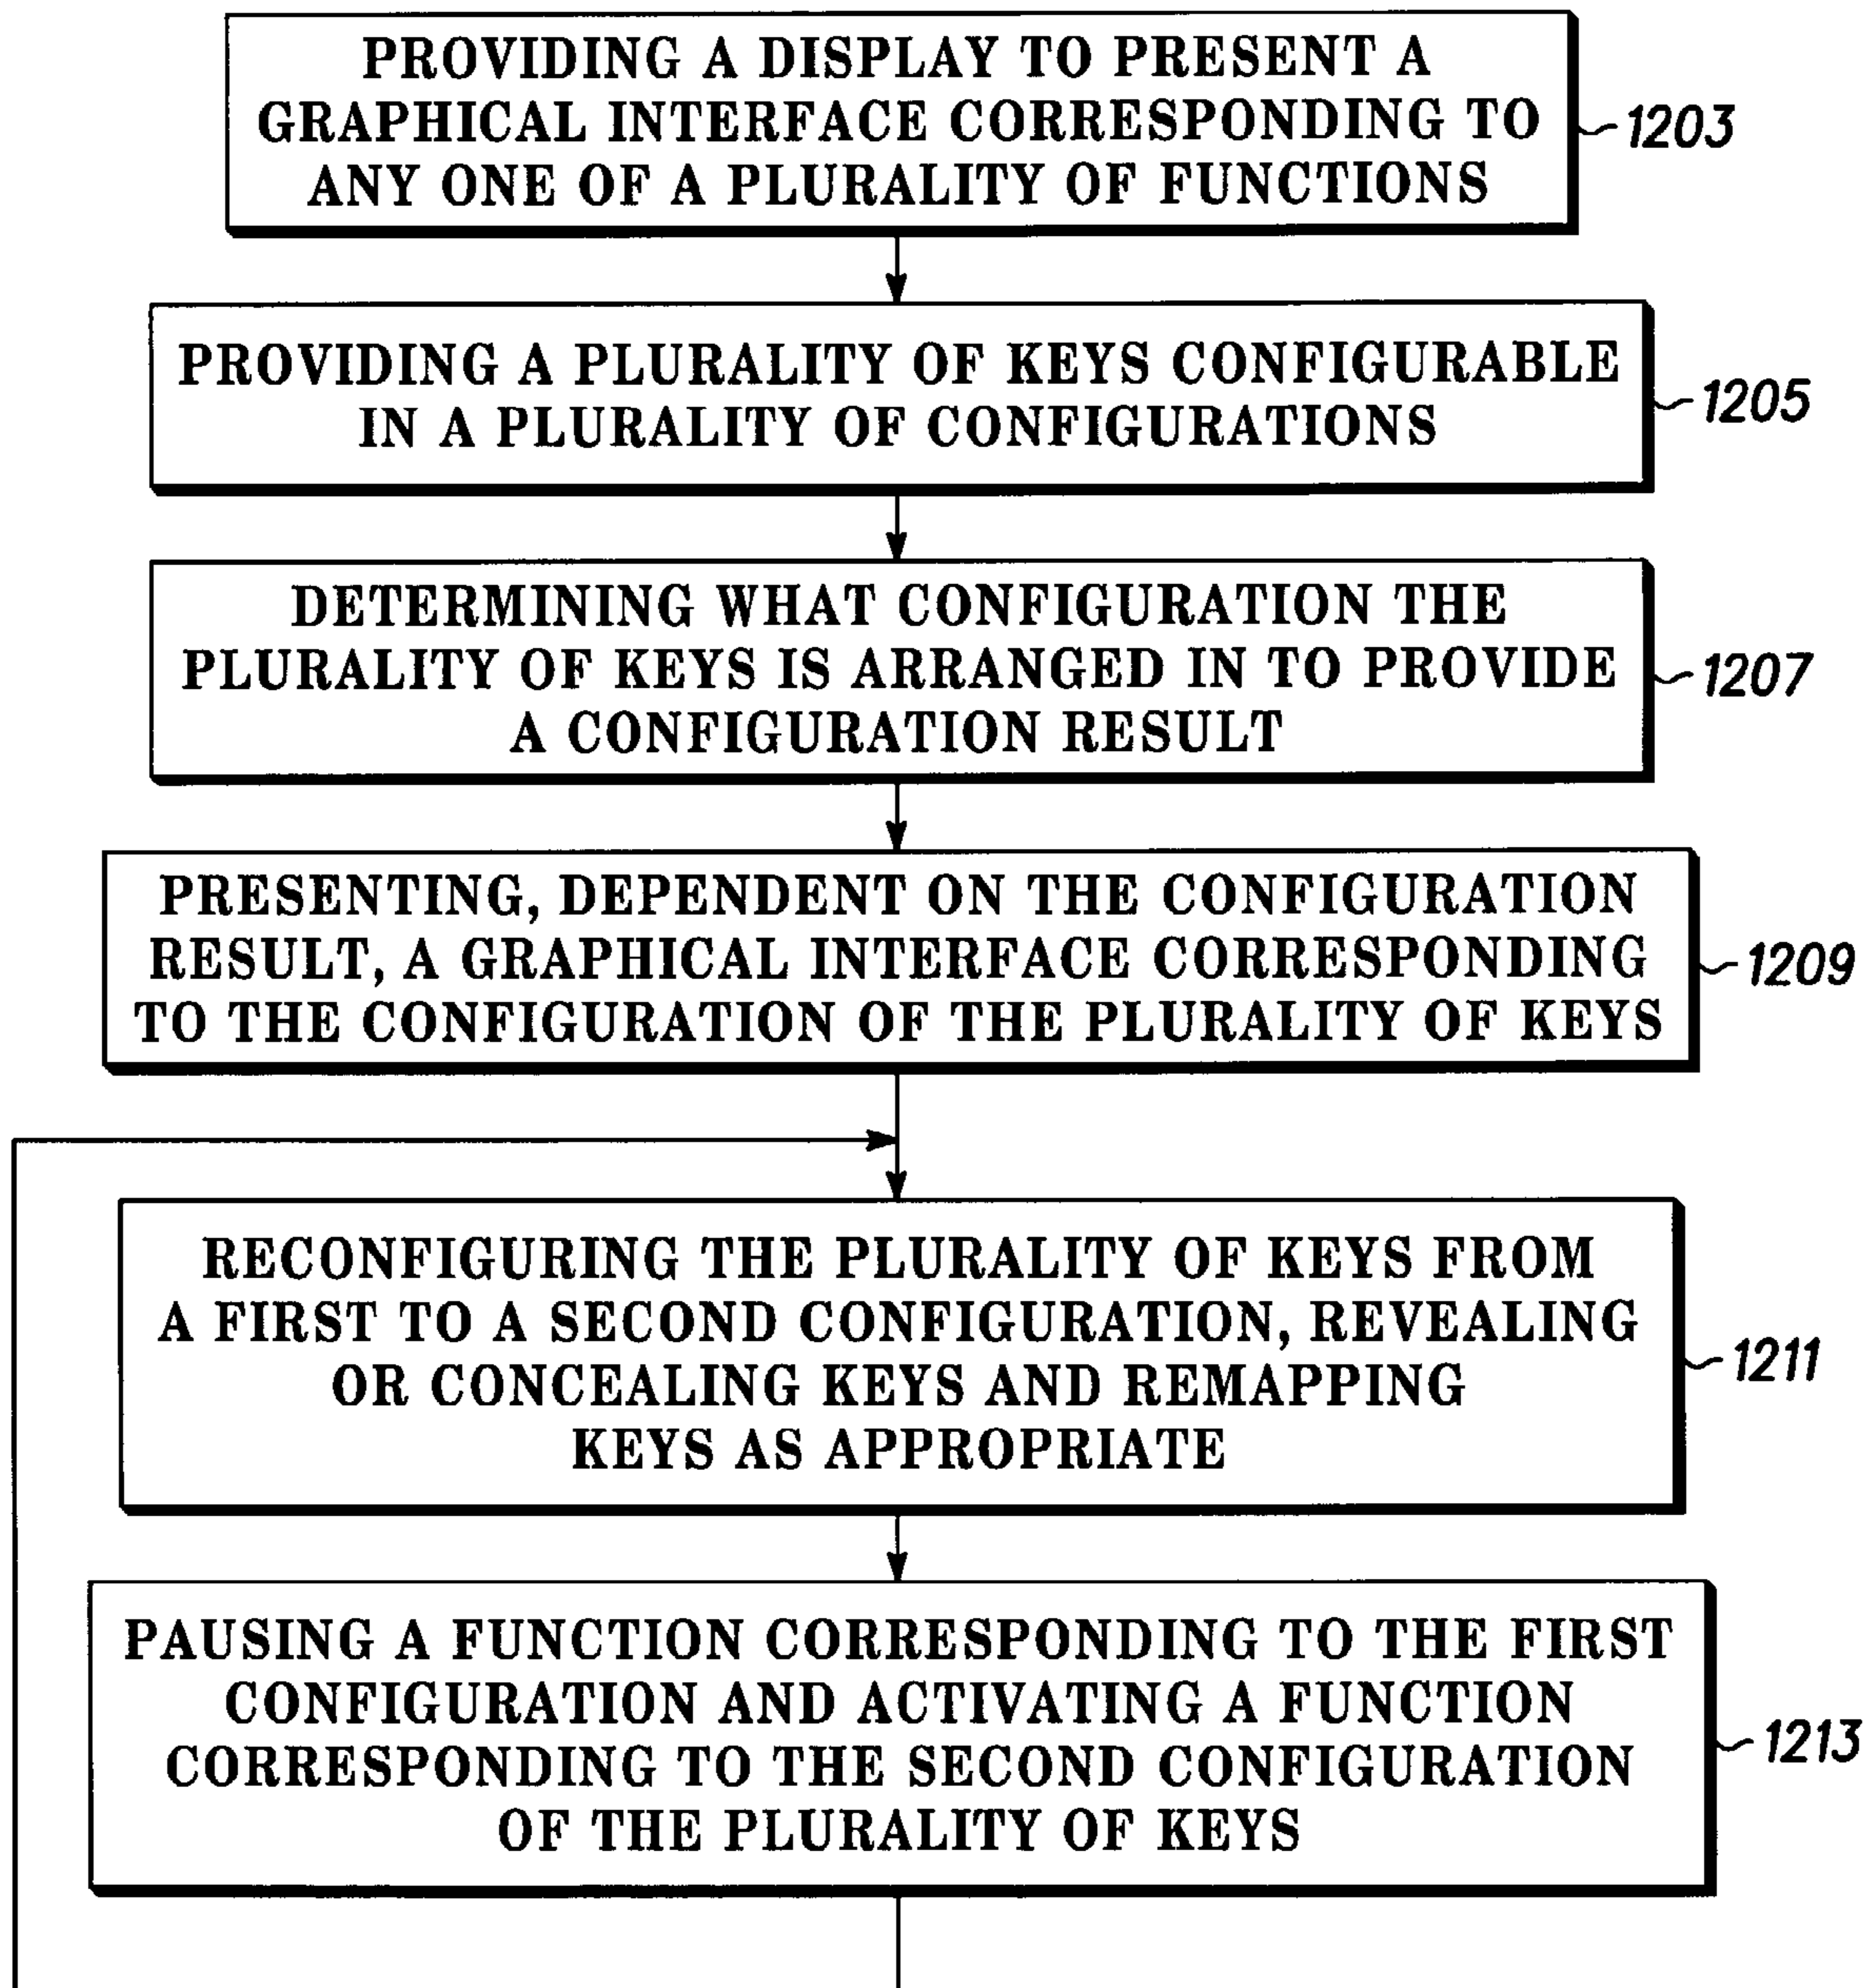 PROVIDING A DISPLAY TO PRESENT A
GRAPHICAL INTERFACE CORRESPONDING TO
ANY ONE OF A PLURALITY OF FUNCTIONS
1203
PROVIDING A PLURALITY OF KEYS CONFIGURABLE
IN A PLURALITY OF CONFIGURATIONS
1205
DETERMINING WHAT CONFIGURATION THE
PLURALITY OF KEYS IS ARRANGED IN TO PROVIDE
A CONFIGURATION RESULT
1207
PRESENTING, DEPENDENT ON THE CONFIGURATION
RESULT, A GRAPHICAL INTERFACE CORRESPONDING
TO THE CONFIGURATION OF THE PLURALITY OF KEYS
1209
RECONFIGURING THE PLURALITY OF KEYS FROM
A FIRST TO A SECOND CONFIGURATION, REVEALING
OR CONCEALING KEYS AND REMAPPING
KEYS AS APPROPRIATE
1211
PAUSING A FUNCTION CORRESPONDING TO THE FIRST
CONFIGURATION AND ACTIVATING A FUNCTION
CORRESPONDING TO THE SECOND CONFIGURATION
OF THE PLURALITY OF KEYS
1213